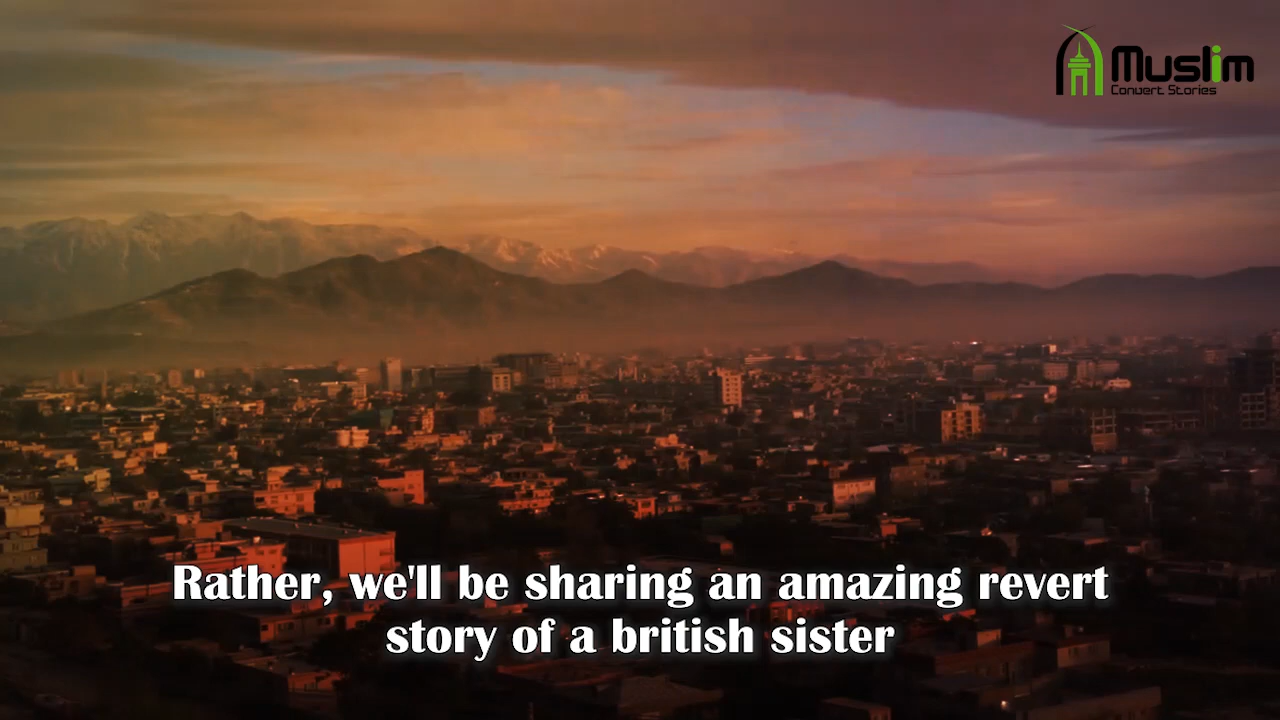 Muslim
Convert Stories
Rather, we'll be sharing an amazing revert
story of a british sister